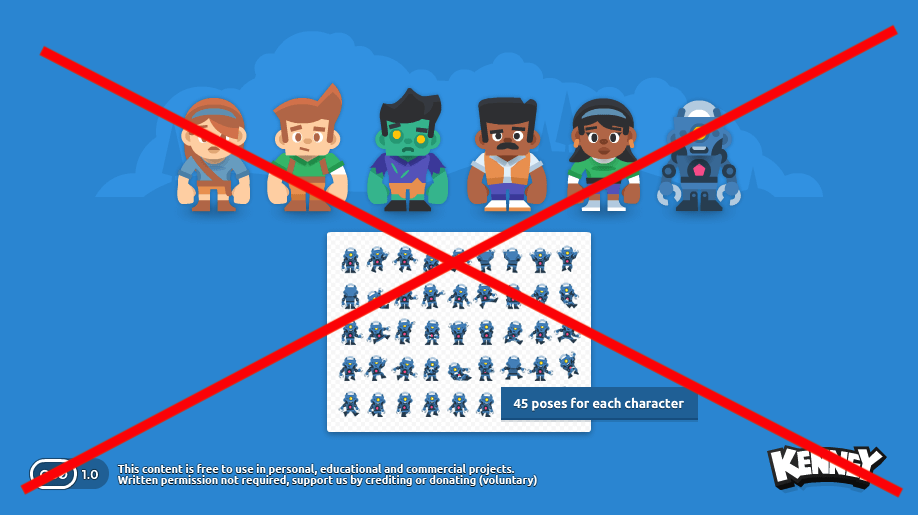 45 poses for each character
1.0
This content is free to use in personal, educational and commercial projects.
Written permission not required, support us by crediting or donating (voluntary)
KENNEY